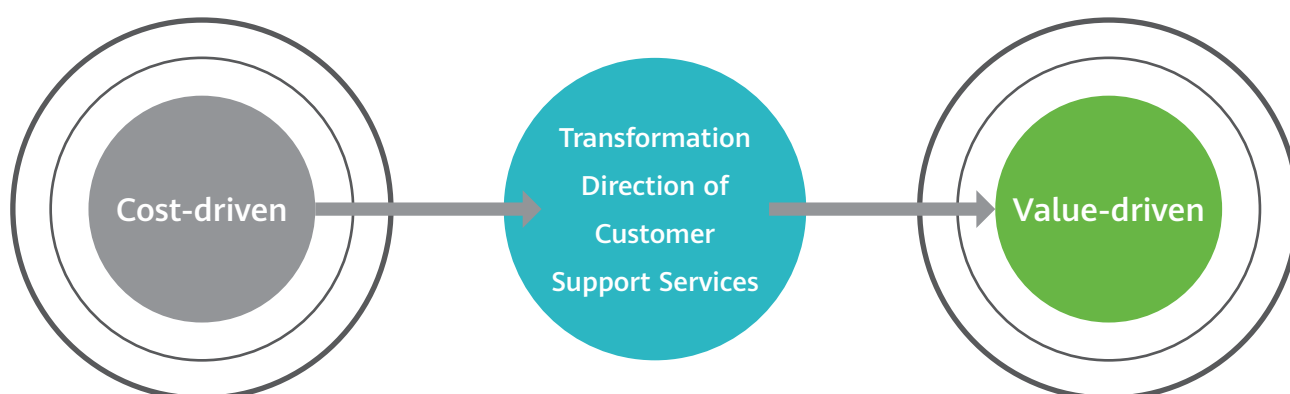 Cost-driven
Transformation
Direction of
Customer
Support Services
Value-driven